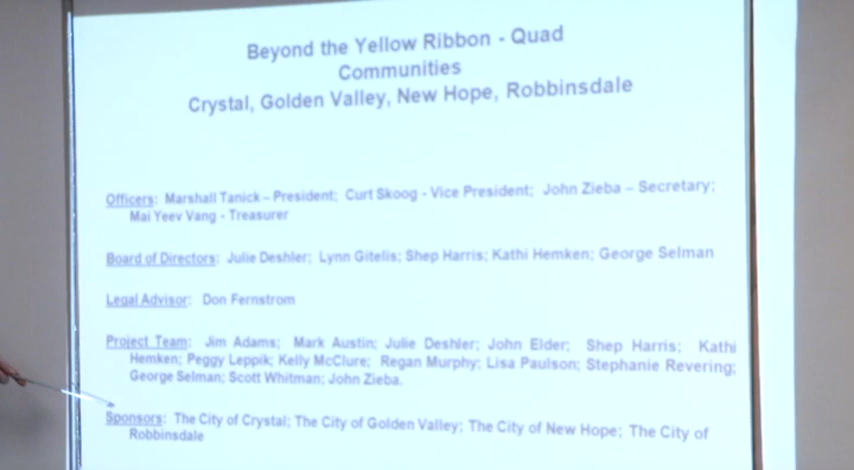 Beyond the Yellow Ribbon - Quad
Communities
Crystal, Golden Valley, New Hope, Robbinsdale
Officers: Marshall Tanick – President; Curt Skoog - Vice President; John Zieba – Secretary;
Mai Yeev Vang - Treasurer
Board of Directors: Julie Deshler; Lynn Gitelis; Shep Harris; Kathi Hemken; George Selman
Legal Advisor: Don Fernstrom
Project Team: Jim Adams; Mark Austin; Julie Deshler; John Elder; Shep Harris; Kathi
Hemken; Peggy Leppik; Kelly McClure; Regan Murphy; Lisa Paulson; Stephanie Revering;
George Selman; Scott Whitman; John Zieba.
Sponsors: The City of Crystal; The City of Golden Valley; The City of New Hope; The City of
Robbinsdale